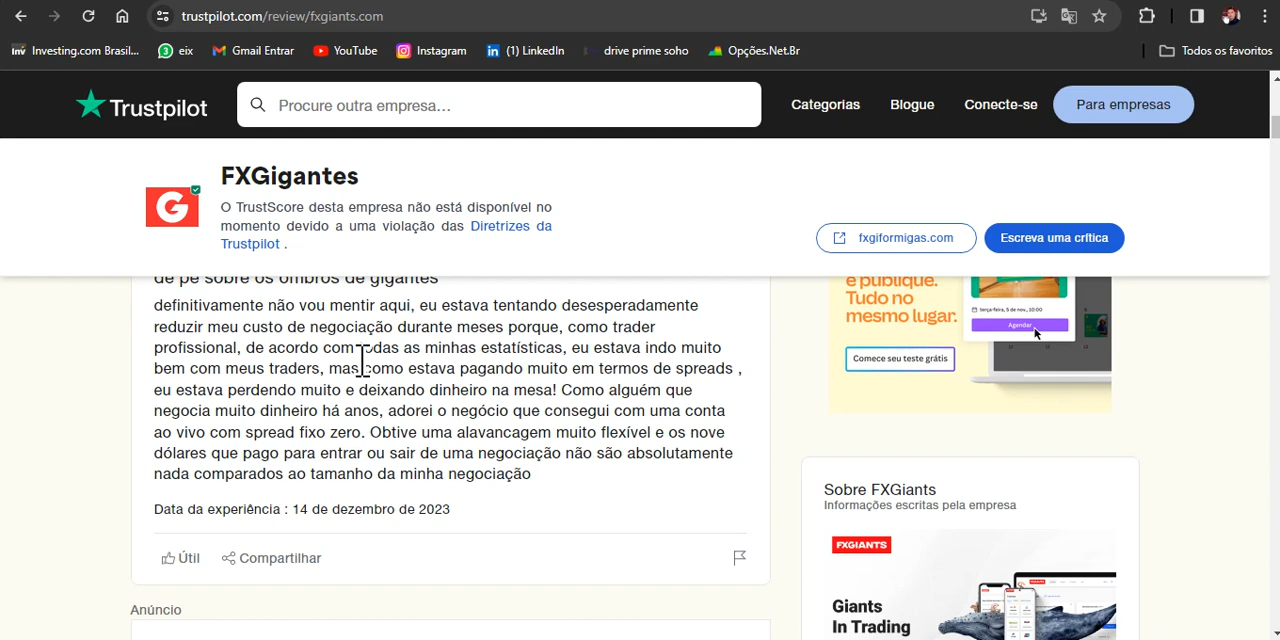 trustpilot.com/review/fxgiants.com
Investing.com Brasil...
eix
Gmail Entrar
YouTube
Instagram
(1) LinkedIn
drive prime soho
Opções.Net.Br
Todos os favoritos
Trustpilot
Procure outra empresa...
Categorias
Blogue
Conecte-se
Para empresas
G
FXGigantes
O TrustScore desta empresa não está disponível no
momento devido a uma violação das Diretrizes da
Trustpilot .
fxgiformigas.com
Escreva uma crítica
de pé sobre os ombros de gigantes
definitivamente não vou mentir aqui, eu estava tentando desesperadamente
reduzir meu custo de negociação durante meses porque, como trader
profissional, de acordo com todas as minhas estatísticas, eu estava indo muito
bem com meus traders, mas como estava pagando muito em termos de spreads ,
eu estava perdendo muito e deixando dinheiro na mesa! Como alguém que
negocia muito dinheiro há anos, adorei o negócio que consegui com uma conta
ao vivo com spread fixo zero. Obtive uma alavancagem muito flexível e os nove
dólares que pago para entrar ou sair de uma negociação não são absolutamente
nada comparados ao tamanho da minha negociação
Data da experiência : 14 de dezembro de 2023
Útil
Compartilhar
Anúncio
e publique.
Tudo no
mesmo lugar.
Comece seu teste grátis
terça-feira, 5 de nov., 10:00
Agendar
Sobre FXGiants
Informações escritas pela empresa
FXGIANTS
Giants
In Trading